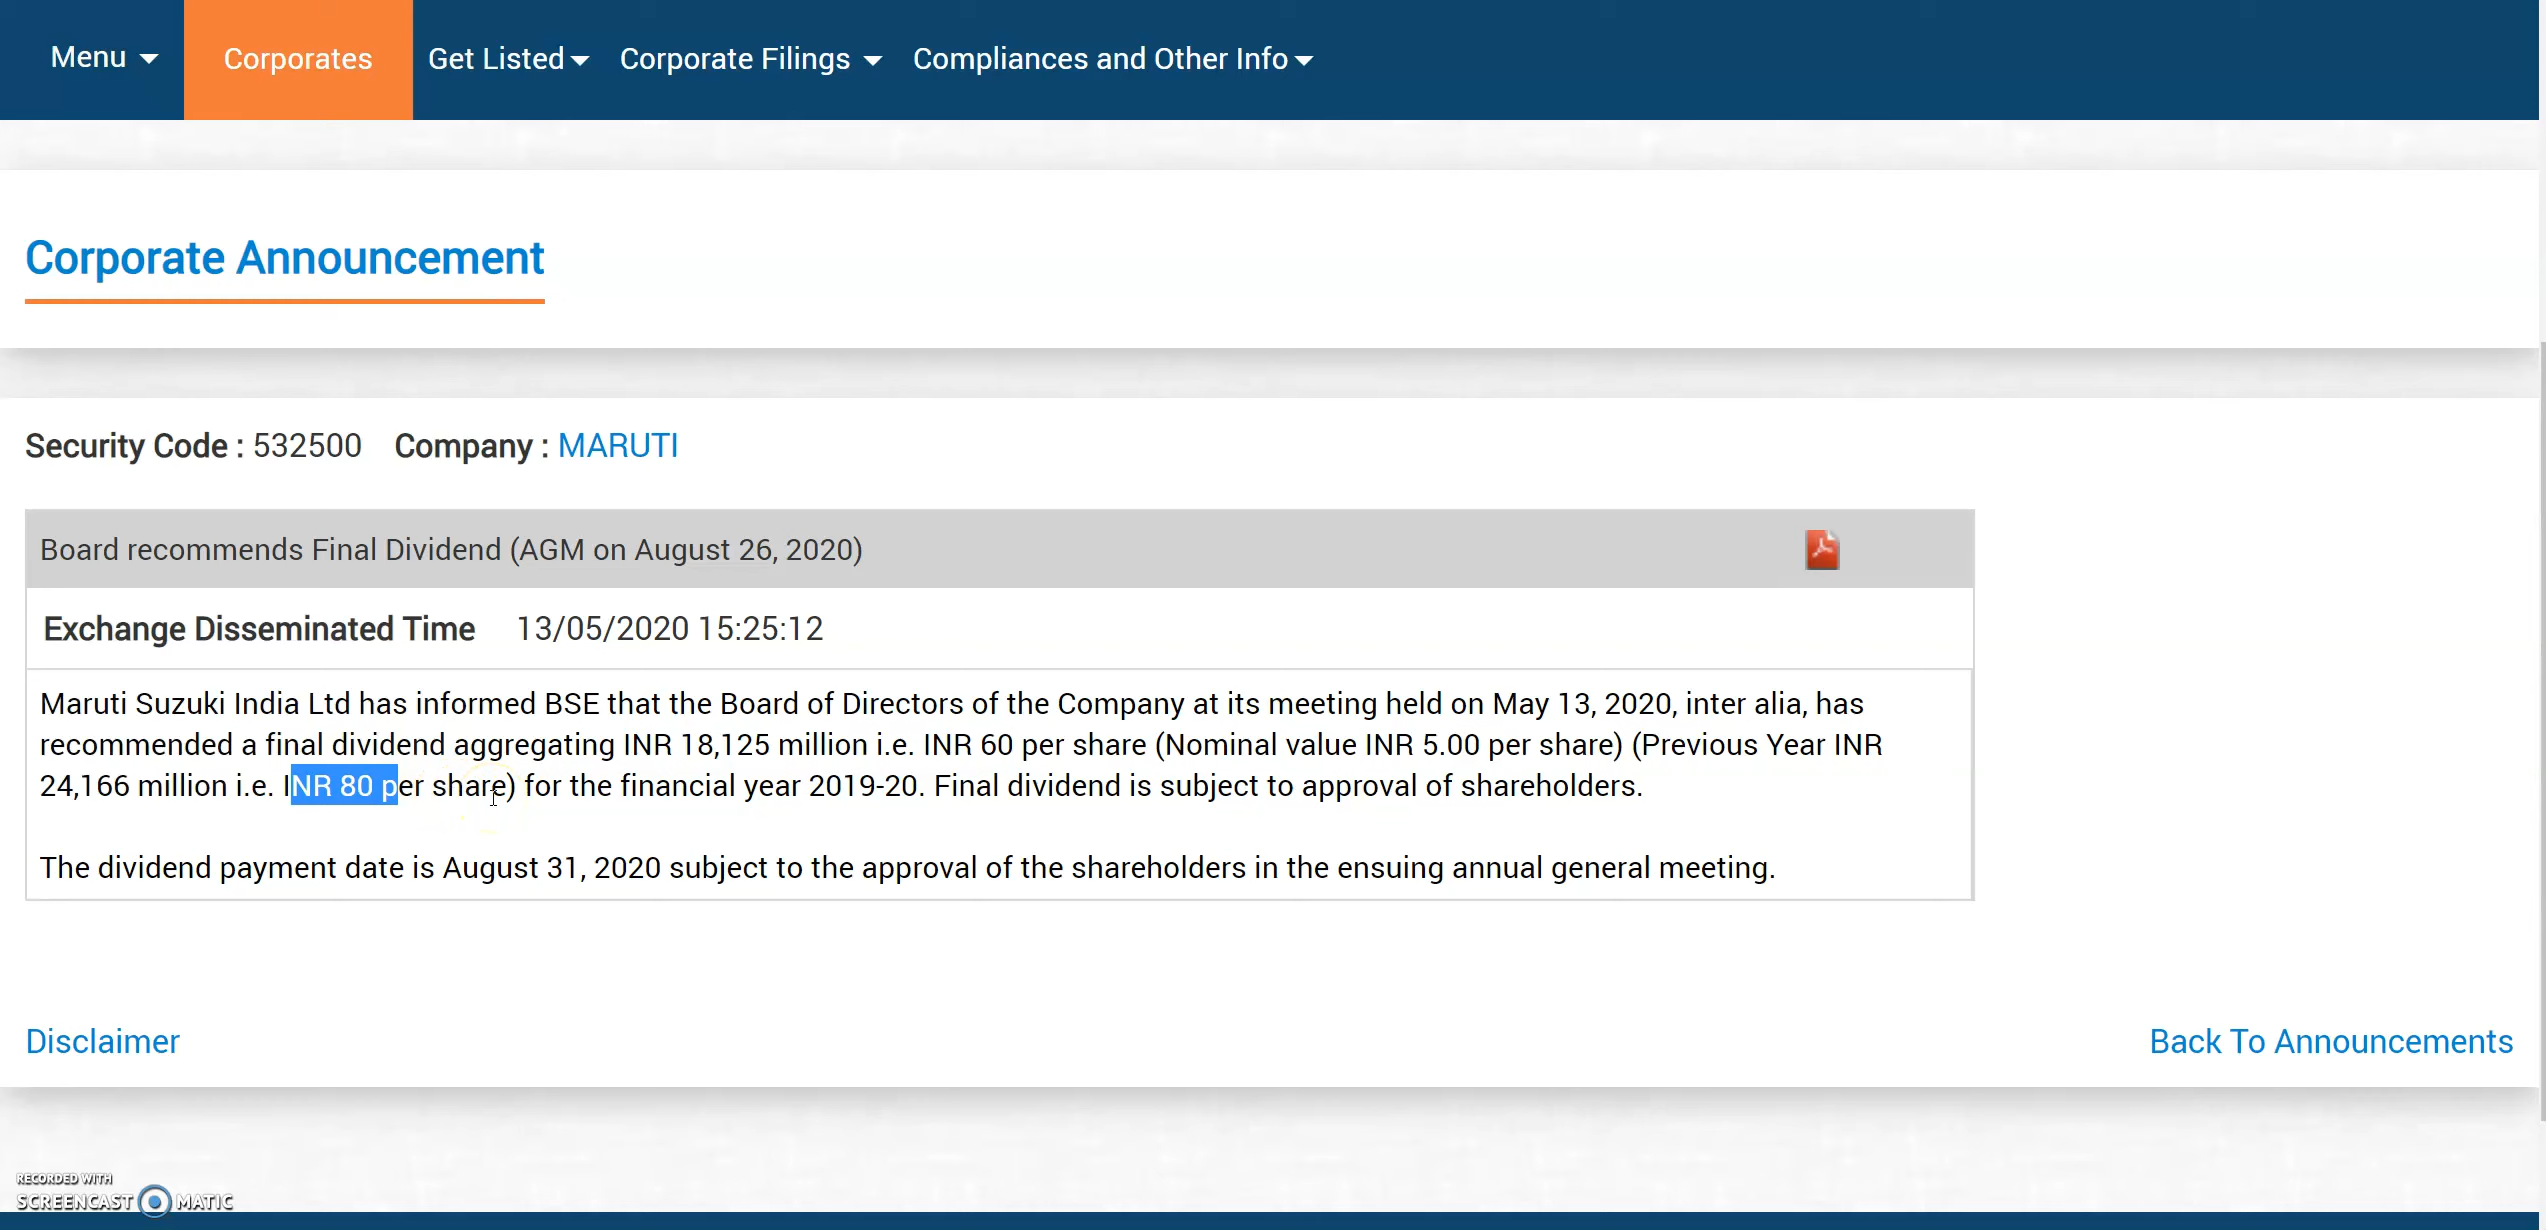 Menu Corporates Get Listed Corporate Filings Compliances and Other Info
Corporate Announcement
Security Code : 532500 Company : MARUTI
Board recommends Final Dividend (AGM on August 26, 2020)
Exchange Disseminated Time 13/05/2020 15:25:12
Maruti Suzuki India Ltd has informed BSE that the Board of Directors of the Company at its meeting held on May 13, 2020, inter alia, has
recommended a final dividend aggregating INR 18,125 million i.e. INR 60 per share (Nominal value INR 5.00 per share) (Previous Year INR
24,166 million i.e. INR 80 per share) for the financial year 2019-20. Final dividend is subject to approval of shareholders.
The dividend payment date is August 31, 2020 subject to the approval of the shareholders in the ensuing annual general meeting.
Disclaimer Back To Announcements
RECORDED WITH
SCREENCAST MATIC